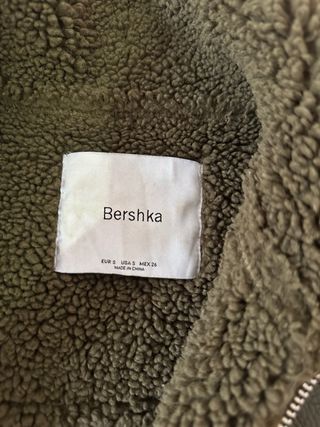 Bershka
EUR S USA S MEX 26
MADE IN CHINA